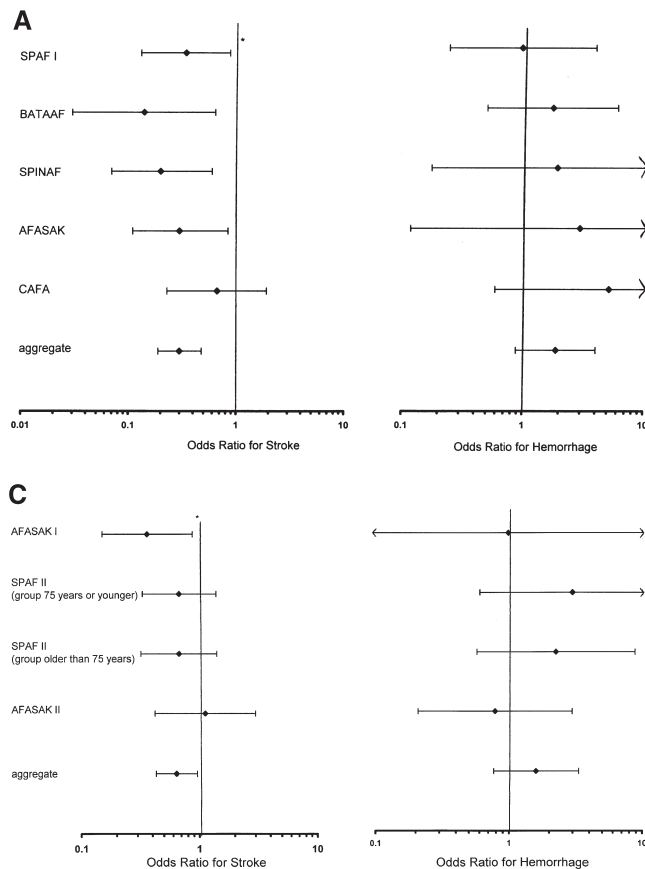 A
SPAF I
*
BATAAF
SPINAF
AFASAK
CAFA
aggregate
0.01 0.1 1 10
Odds Ratio for Stroke
0.1 1 10
Odds Ratio for Hemorrhage
C
*
AFASAK I
SPAF II
(group 75 years or younger)
SPAF II
(group older than 75 years)
AFASAK II
aggregate
0.1 1 10
Odds Ratio for Stroke
0.1 1 10
Odds Ratio for Hemorrhage